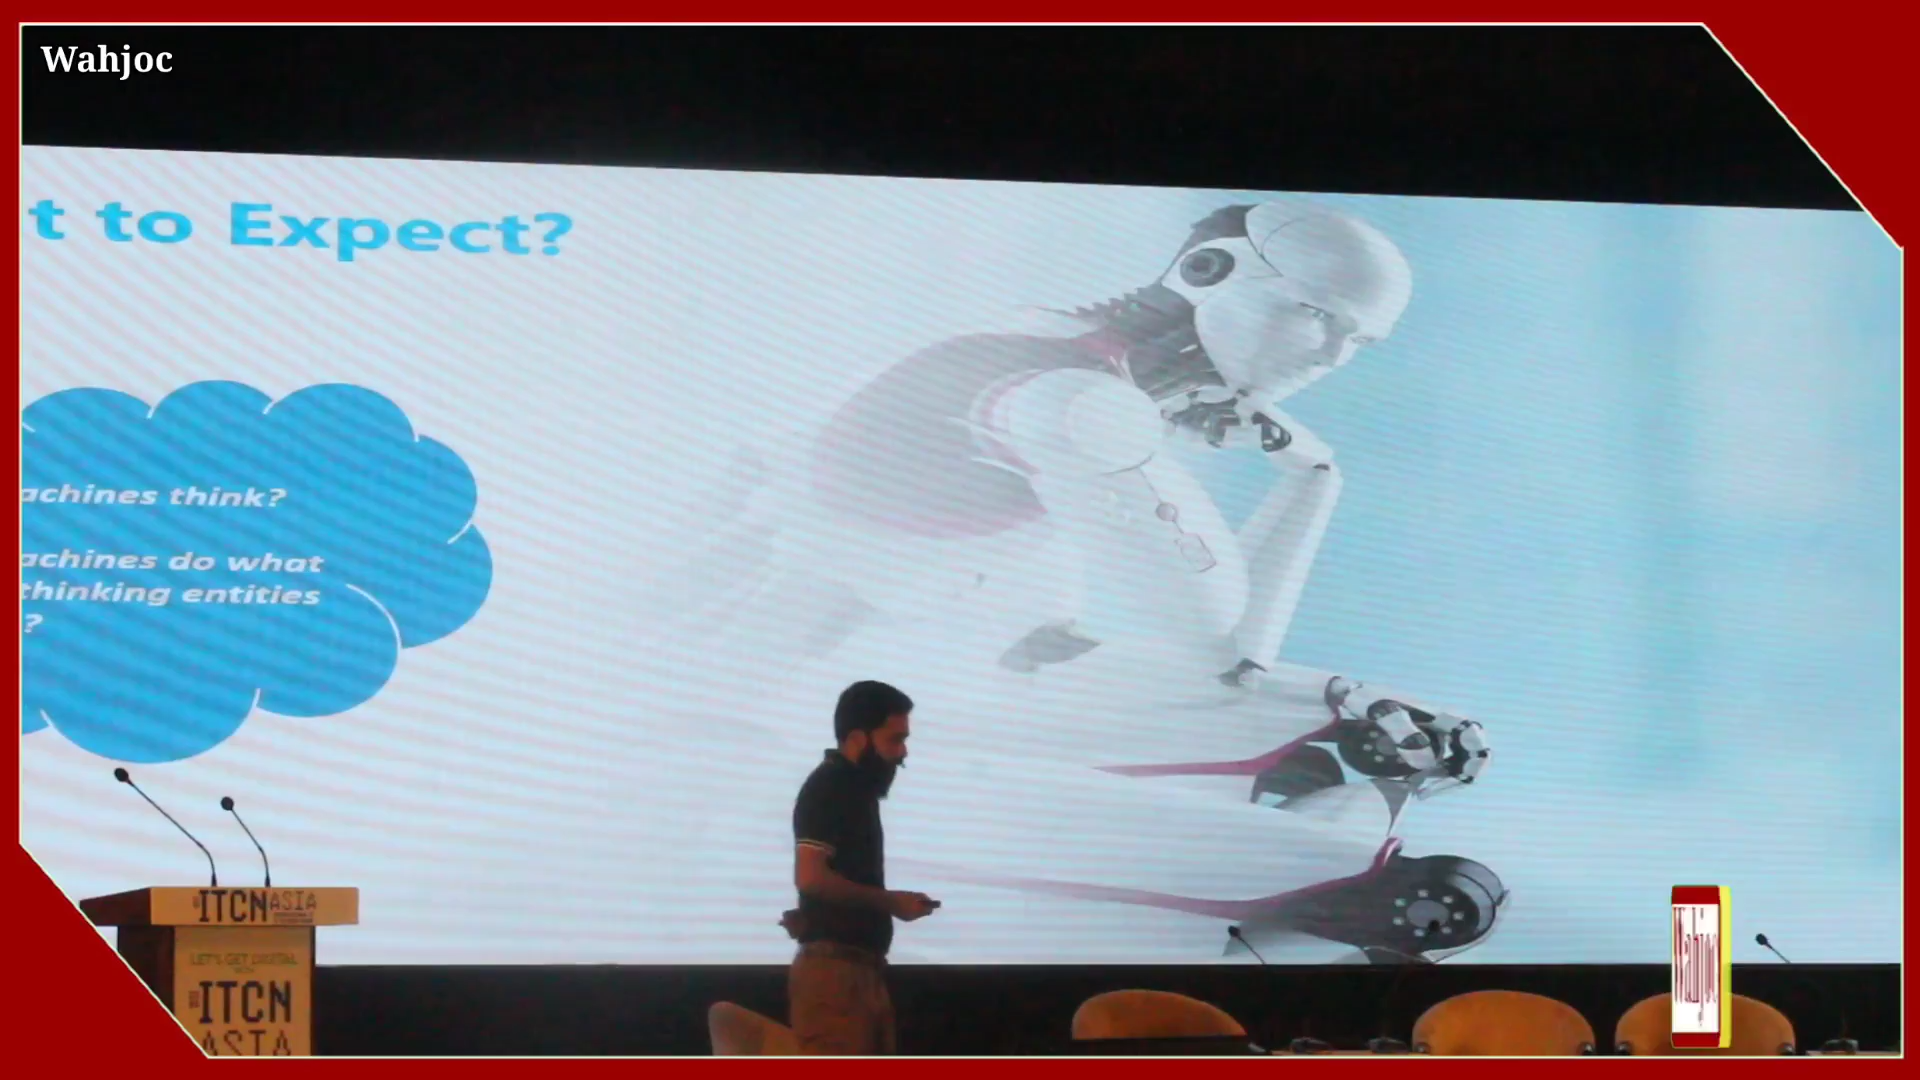 Wahjoc
t to Expect?
achines think?
achines do what
thinking entities
?
ITCN ASIA
LET'S GET DIGITAL
ITCN
ASIA
Wahjoc